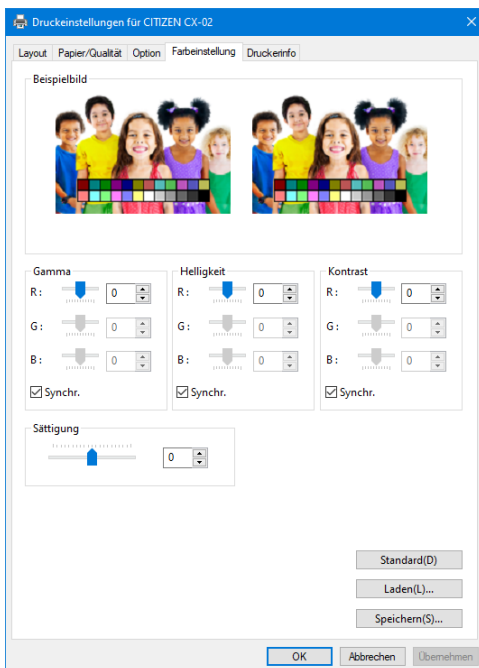 Druckeinstellungen für CITIZEN CX-02
Layout Papier/Qualität Option Farbeinstellung Druckerinfo
Beispielbild
Gamma Helligkeit Kontrast
R: 0 R: 0 R: 0
G: 0 G: 0 G: 0
B: 0 B: 0 B: 0
Synchr. Synchr. Synchr.
Sättigung
0
Standard(D)
Laden(L)...
Speichern(S)...
OK Abbrechen Übernehmen